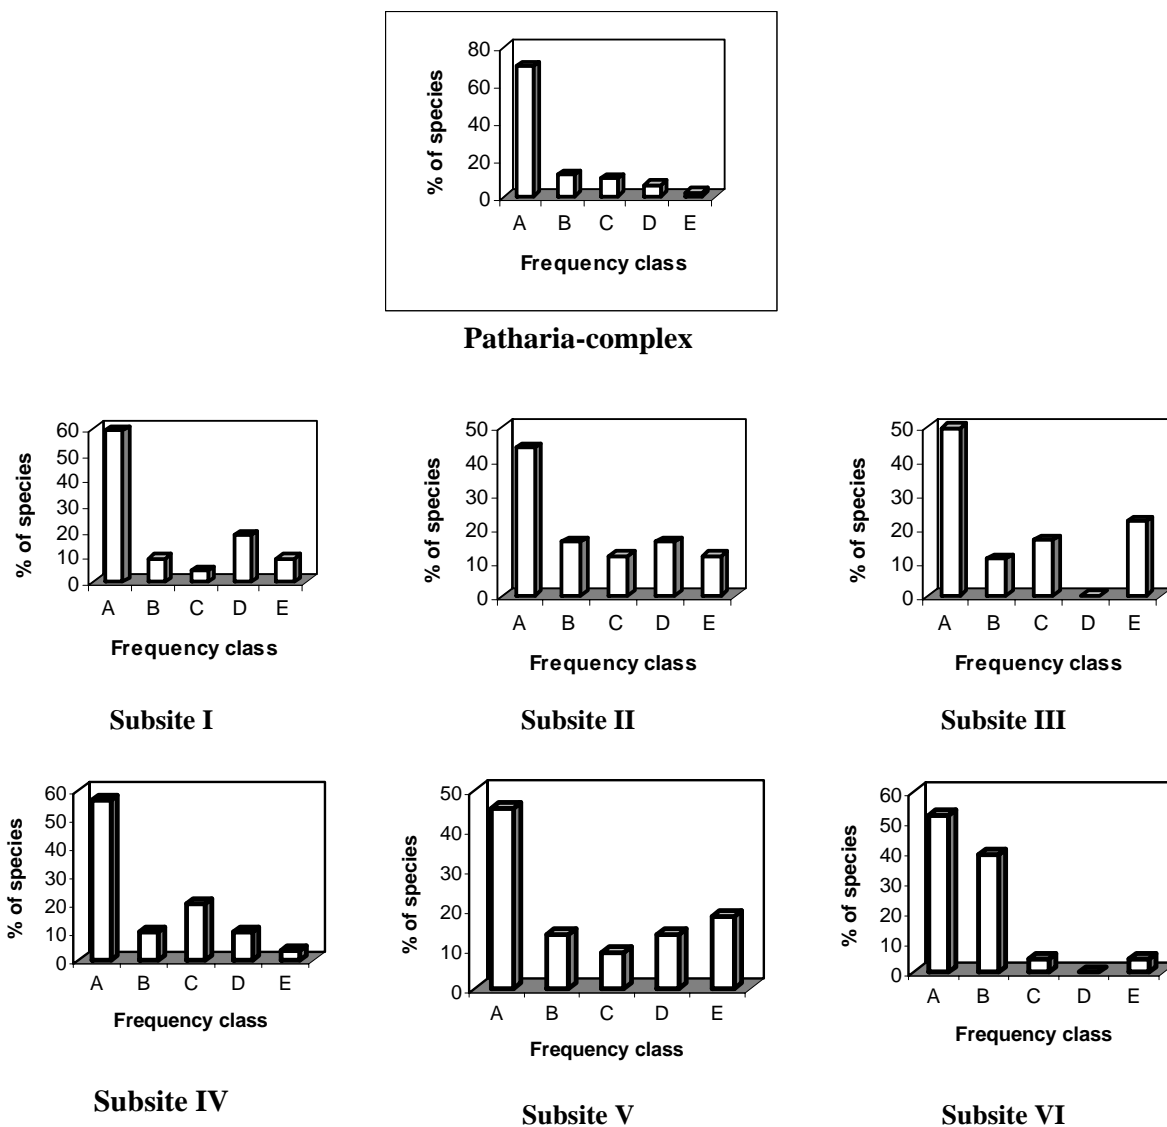 80
60
40
20
0
% of species
A B C D E
Frequency class
Patharia-complex
60
50
40
30
20
10
0
% of species
A B C D E
Frequency class
Subsite I
50
40
30
20
10
0
% of species
A B C D E
Frequency class
Subsite II
50
40
30
20
10
0
% of species
A B C D E
Frequency class
Subsite III
60
50
40
30
20
10
0
% of species
A B C D E
Frequency class
Subsite IV
50
40
30
20
10
0
% of species
A B C D E
Frequency class
Subsite V
60
50
40
30
20
10
0
% of species
A B C D E
Frequency class
Subsite VI